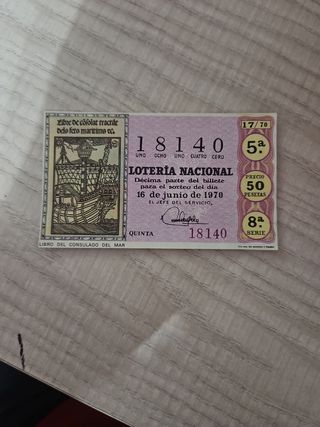 Libre de cōsolat tractāt
dels fets maritims ⁊c.
LIBRO DEL CONSULADO DEL MAR
18140
UNO OCHO UNO CUATRO CERO
LOTERÍA NACIONAL
Décima parte del billete
para el sorteo del día
16 de junio de 1970
EL JEFE DEL SERVICIO,
QUINTA
18140
17/70
5.ª
PRECIO
50
PESETAS
8.ª
SERIE